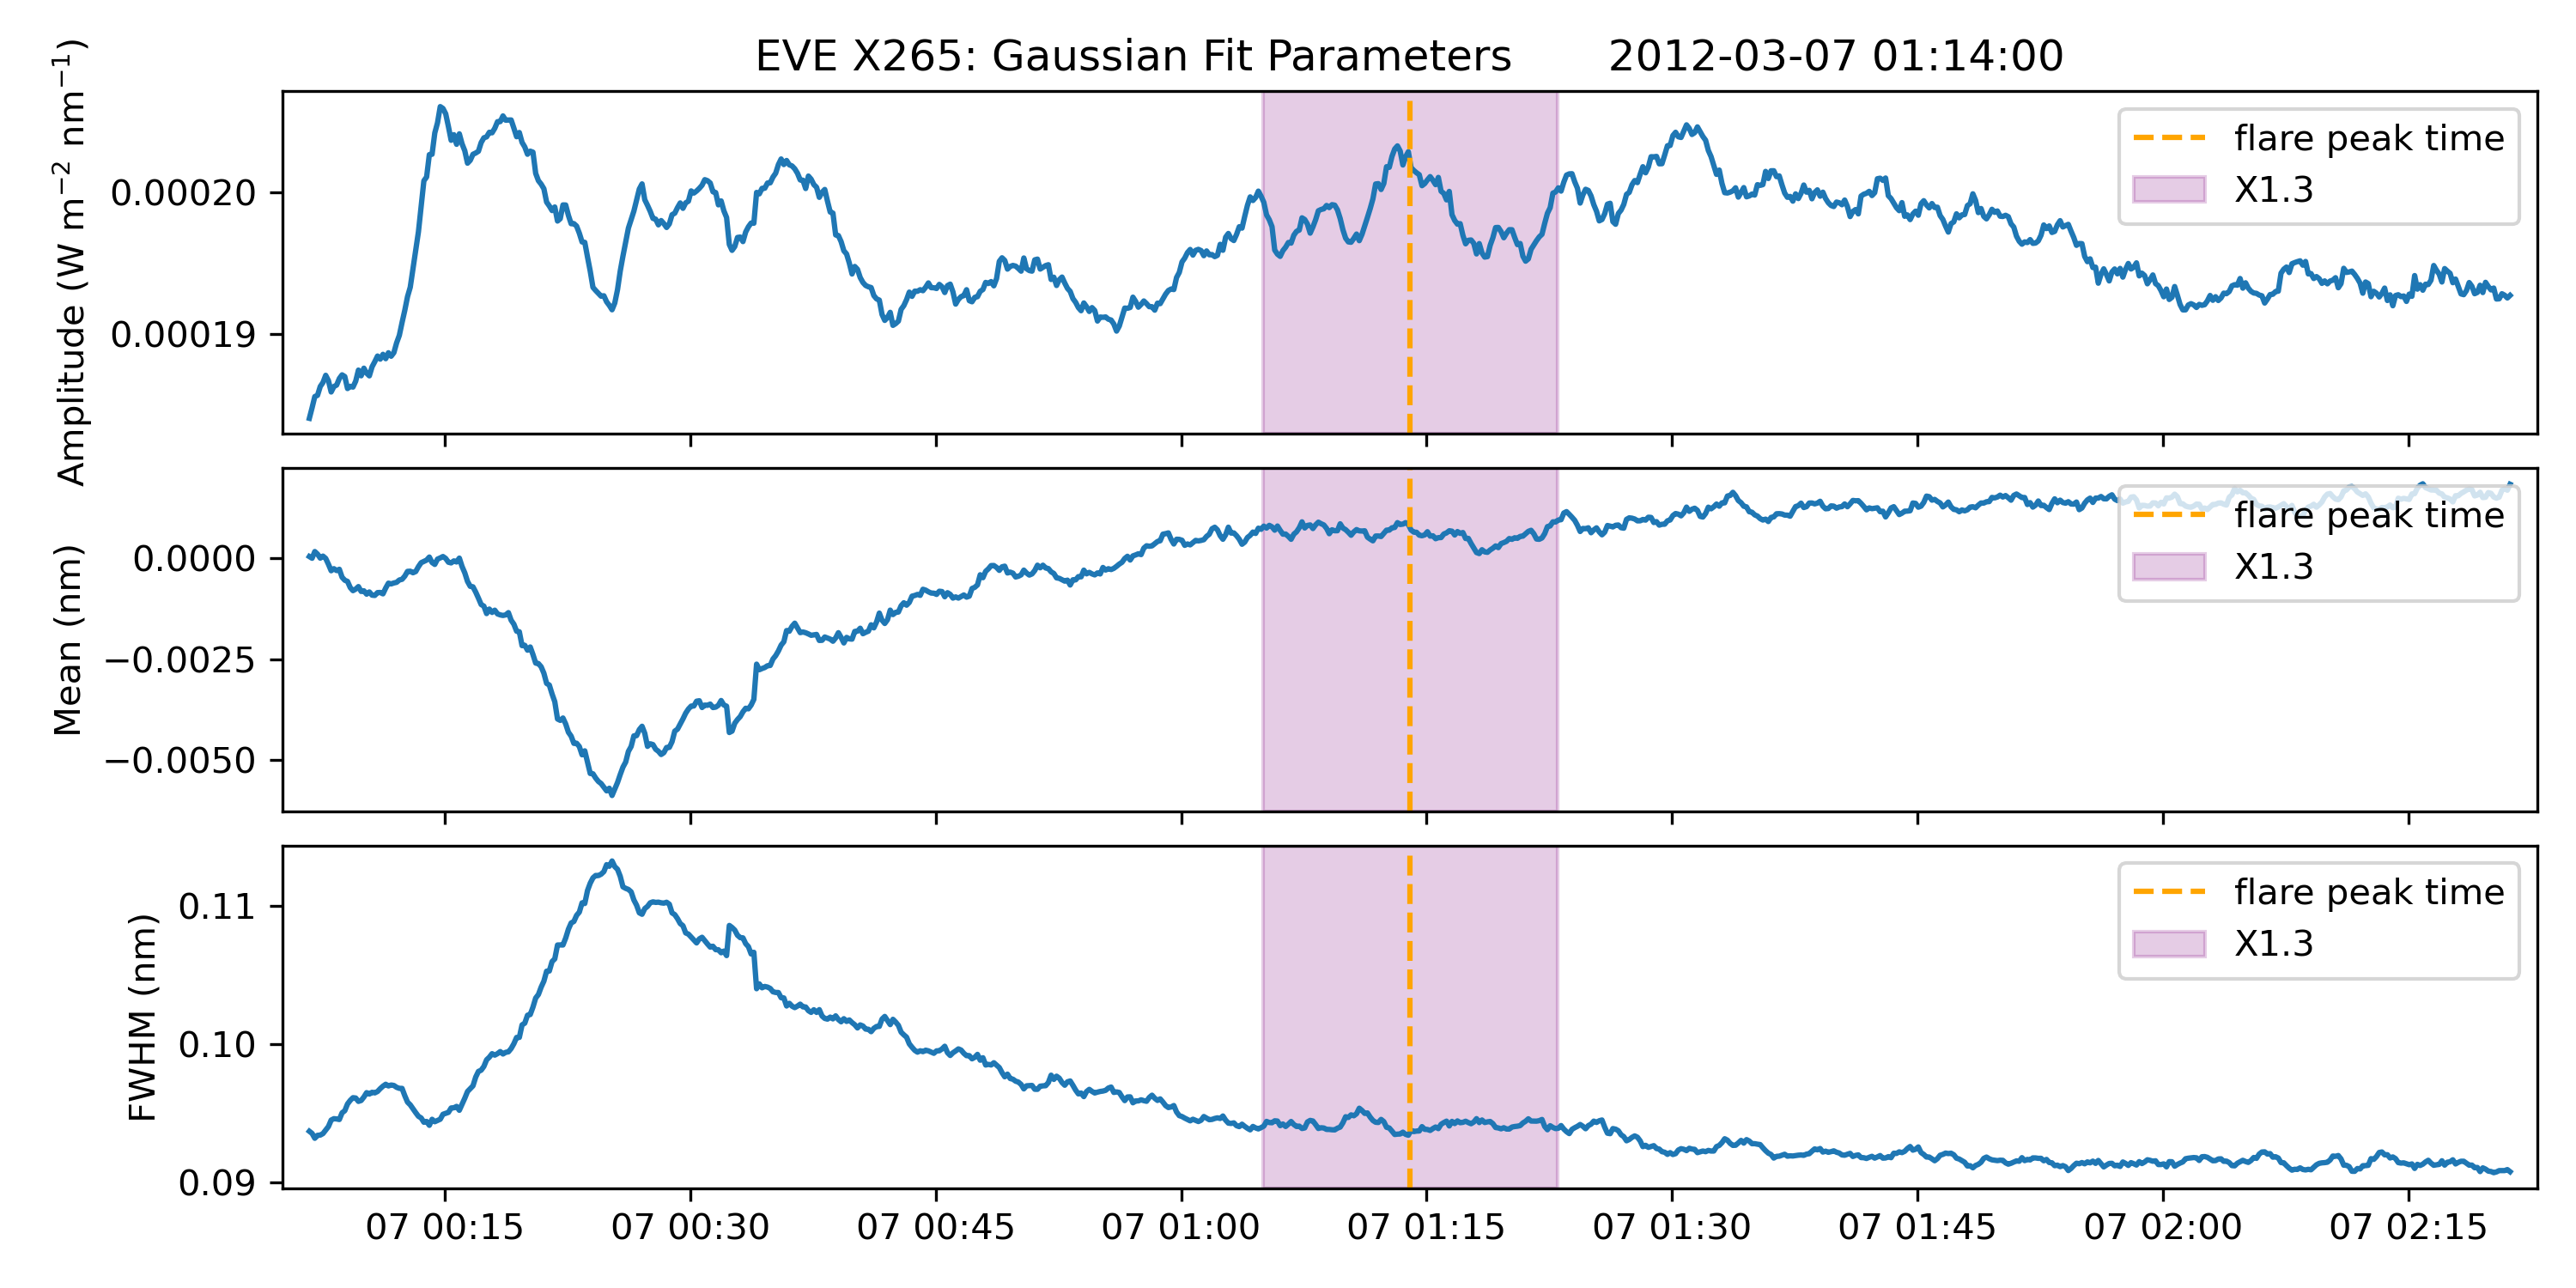 EVE X265: Gaussian Fit Parameters 2012-03-07 01:14:00
Amplitude (W m⁻² nm⁻¹)
0.00020
0.00019
flare peak time
X1.3
Mean (nm)
0.0000
−0.0025
−0.0050
flare peak time
X1.3
FWHM (nm)
0.11
0.10
0.09
flare peak time
X1.3
07 00:15 07 00:30 07 00:45 07 01:00 07 01:15 07 01:30 07 01:45 07 02:00 07 02:15